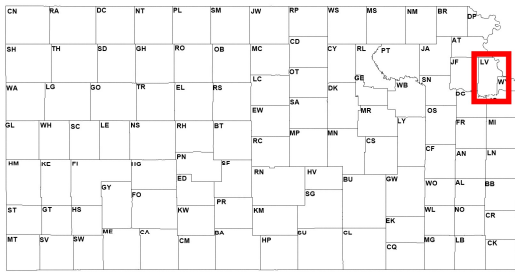 CN RA DC NT PL SM JW RP WS MS NM BR DP
CD AT
SH TH SD GH RO OB MC CY RL PT JA JF LV
OT GE SN WY
WA LG GO TR EL RS LC DK WB
SA MR OS
EW LY FR MI
GL WH SC LE NS RH BT MP MN
RC CS CF
PN AN LN
ED RN HV
GY BU GW WO AL BB
FO SG
PR
ST GT HS KW KM WL NO CR
EK
MT SV SW CM HP MG LB CK
CQ